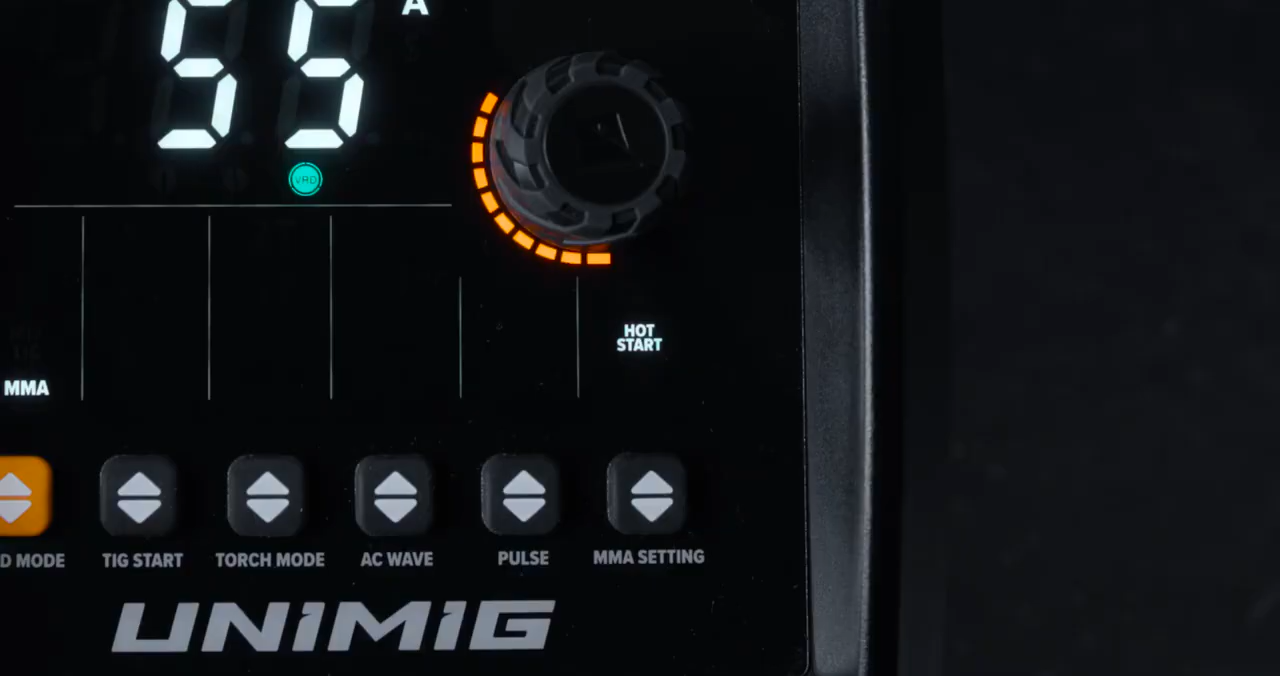 55 A
VRD
HOT
START
MMA
D MODE
TIG START
TORCH MODE
AC WAVE
PULSE
MMA SETTING
UNIMIG